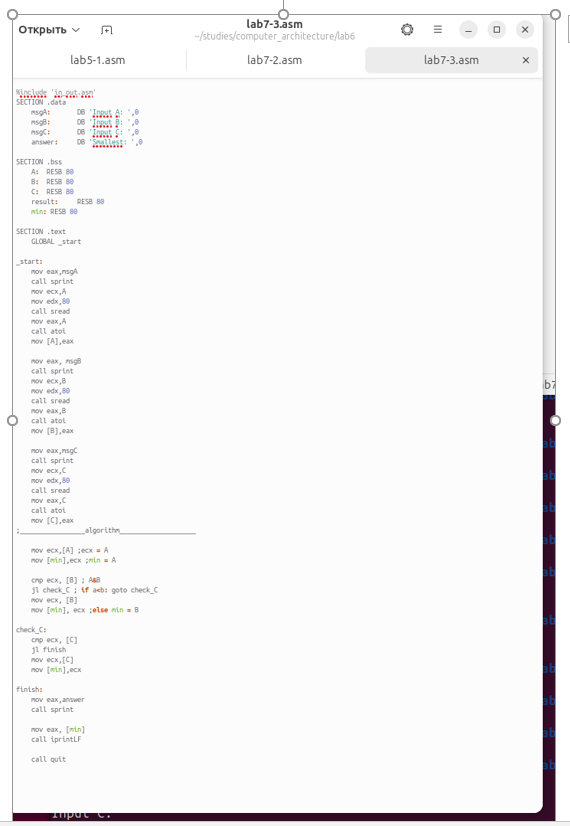 Открыть
lab7-3.asm
~/studies/computer_architecture/lab6
lab5-1.asm
lab7-2.asm
lab7-3.asm
%include 'in_out.asm'
SECTION .data
msgA: DB 'Input A: ',0
msgB: DB 'Input B: ',0
msgC: DB 'Input C: ',0
answer: DB 'Smallest: ',0
SECTION .bss
A: RESB 80
B: RESB 80
C: RESB 80
result: RESB 80
min: RESB 80
SECTION .text
GLOBAL _start
_start:
mov eax,msgA
call sprint
mov ecx,A
mov edx,80
call sread
mov eax,A
call atoi
mov [A],eax
mov eax, msgB
call sprint
mov ecx,B
mov edx,80
call sread
mov eax,B
call atoi
mov [B],eax
mov eax,msgC
call sprint
mov ecx,C
mov edx,80
call sread
mov eax,C
call atoi
mov [C],eax
;_________________algorithm____________________
mov ecx,[A] ;ecx = A
mov [min],ecx ;min = A
cmp ecx, [B] ; A&B
jl check_C ; if a<b: goto check_C
mov ecx, [B]
mov [min], ecx ;else min = B
check_C:
cmp ecx, [C]
jl finish
mov ecx,[C]
mov [min],ecx
finish:
mov eax,answer
call sprint
mov eax, [min]
call iprintLF
call quit
Input C: